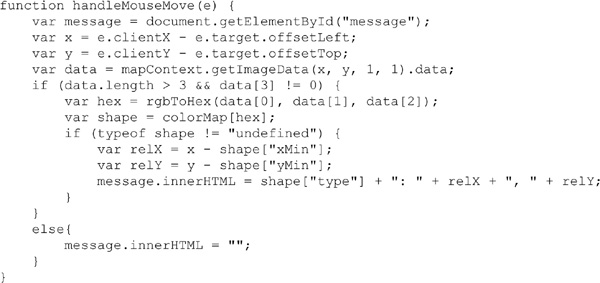 function handleMouseMove(e) {
    var message = document.getElementById("message");
    var x = e.clientX - e.target.offsetLeft;
    var y = e.clientY - e.target.offsetTop;
    var data = mapContext.getImageData(x, y, 1, 1).data;
    if (data.length > 3 && data[3] != 0) {
        var hex = rgbToHex(data[0], data[1], data[2]);
        var shape = colorMap[hex];
        if (typeof shape != "undefined") {
            var relX = x - shape["xMin"];
            var relY = y - shape["yMin"];
            message.innerHTML = shape["type"] + ": " + relX + ", " + relY;
        }
    }
    else{
        message.innerHTML = "";
    }
}